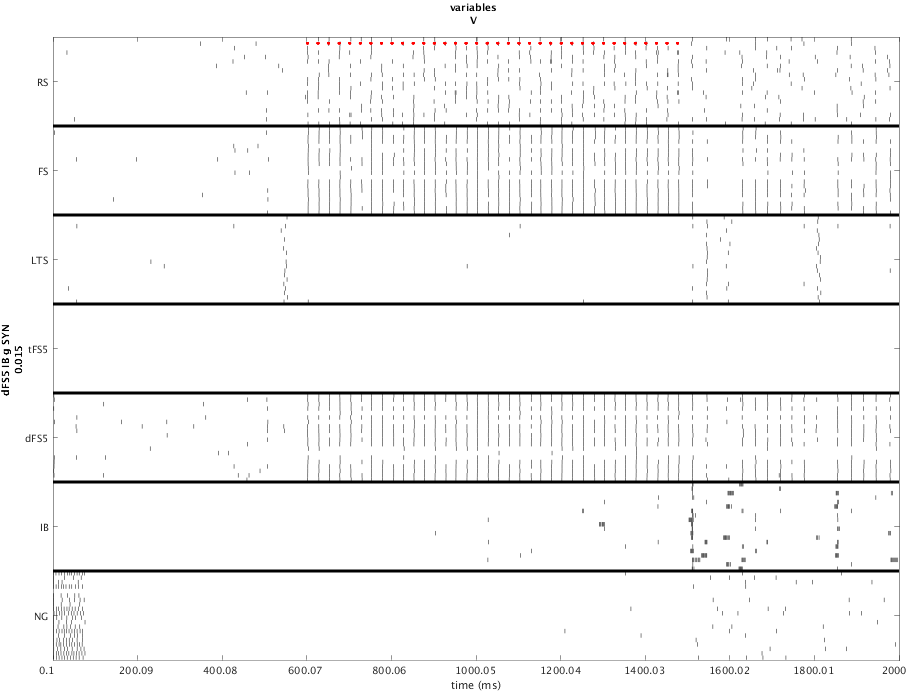 variables
V
RS
FS
LTS
tFS5
dFS5
IB
NG
dFS5 IB g SYN
0.015
0.1 200.09 400.08 600.07 800.06 1000.05 1200.04 1400.03 1600.02 1800.01 2000
time (ms)